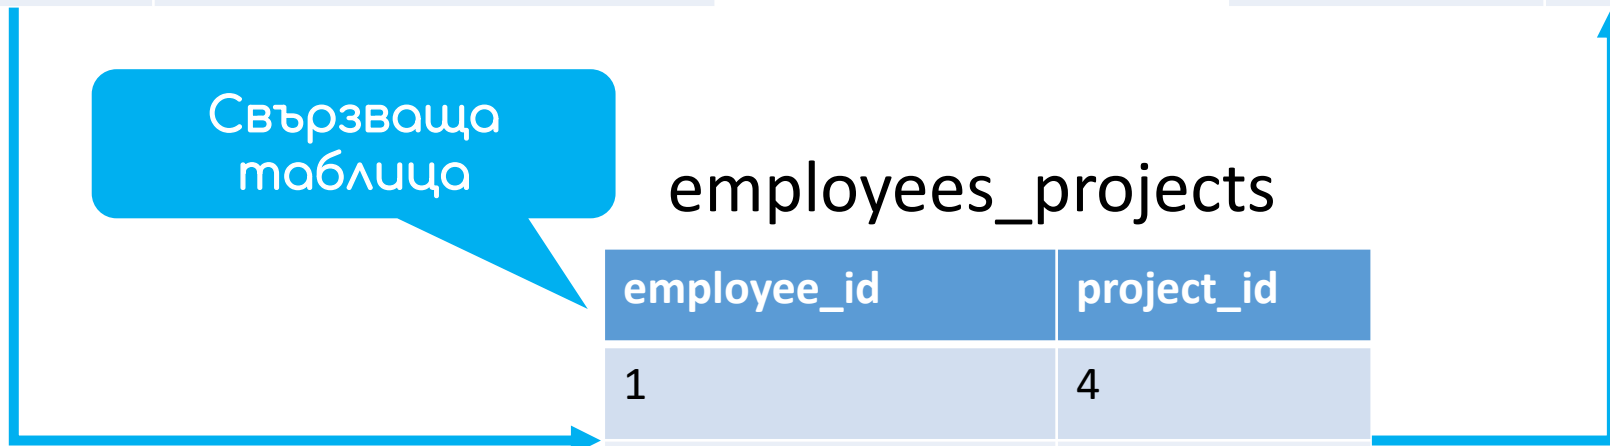 Свързваща
таблица
employees_projects
employee_id project_id
1 4